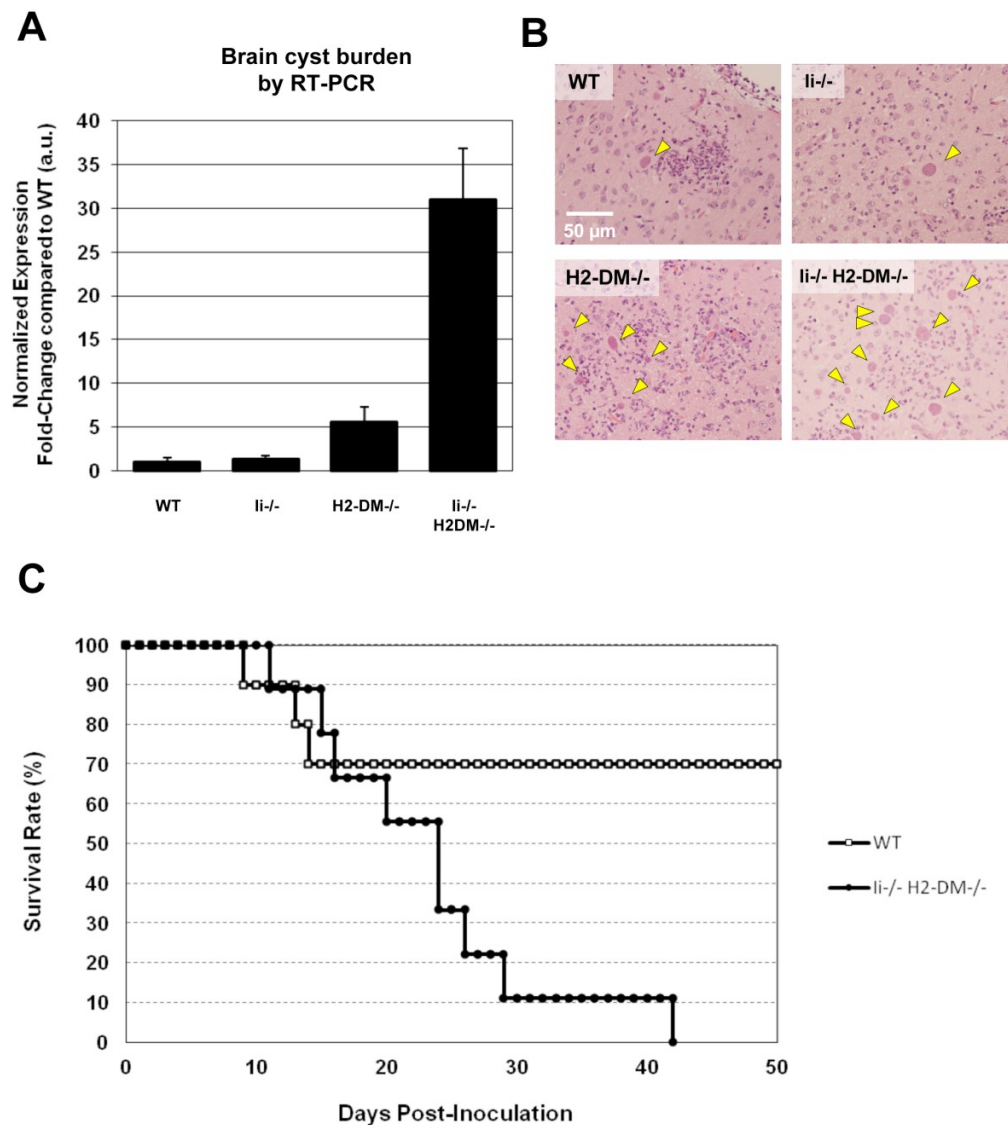 A
Brain cyst burden
by RT-PCR
Normalized Expression
Fold-Change compared to WT (a.u.)
40
35
30
25
20
15
10
5
0
WT
Ii-/-
H2-DM-/-
Ii-/-
H2DM-/-
B
WT
Ii-/-
50 µm
H2-DM-/-
Ii-/- H2-DM-/-
C
Survival Rate (%)
100
90
80
70
60
50
40
30
20
10
0
0
10
20
30
40
50
Days Post-Inoculation
WT
Ii-/- H2-DM-/-